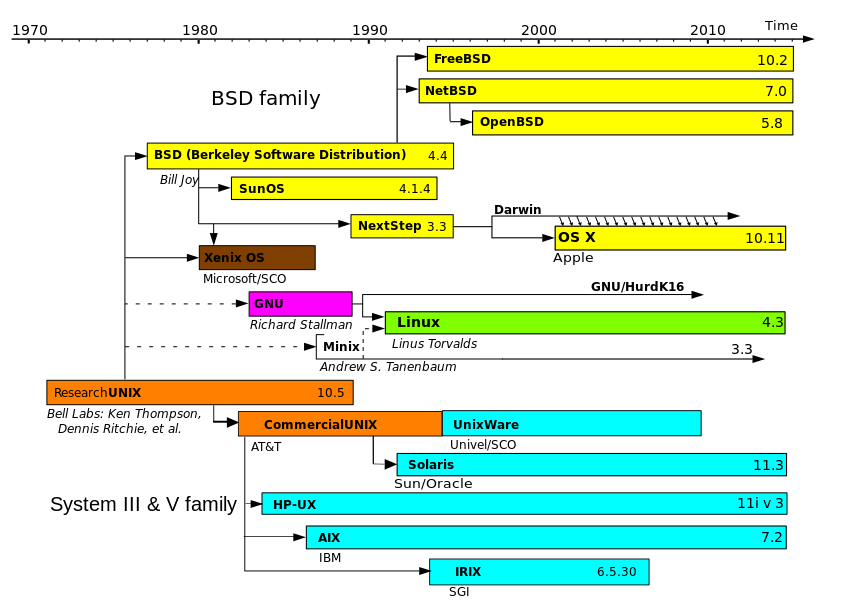 1970 1980 1990 2000 2010 Time
FreeBSD 10.2
BSD family
NetBSD 7.0
OpenBSD 5.8
BSD (Berkeley Software Distribution) 4.4
Bill Joy
SunOS 4.1.4
Darwin
NextStep 3.3
OS X 10.11
Apple
Xenix OS
Microsoft/SCO
GNU/HurdK16
GNU
Richard Stallman
Linux 4.3
Linus Torvalds
Minix 3.3
Andrew S. Tanenbaum
ResearchUNIX 10.5
Bell Labs: Ken Thompson,
Dennis Ritchie, et al.
CommercialUNIX UnixWare
AT&T Univel/SCO
Solaris 11.3
Sun/Oracle
System III & V family
HP-UX 11i v 3
AIX 7.2
IBM
IRIX 6.5.30
SGI